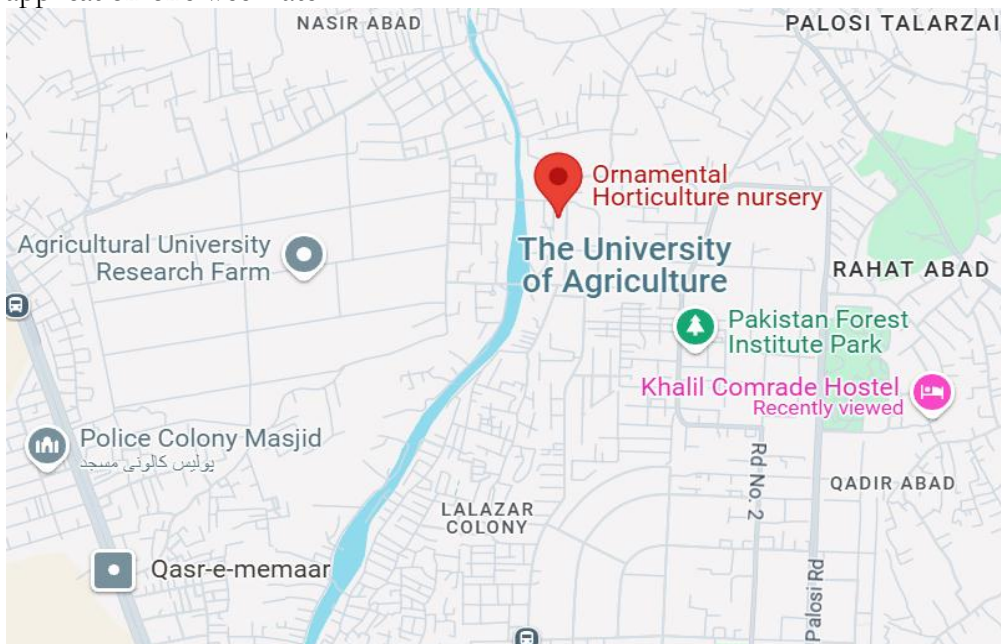 NASIR ABAD
PALOSI TALARZAI
Ornamental
Horticulture nursery
Agricultural University
Research Farm
The University
of Agriculture
RAHAT ABAD
Pakistan Forest
Institute Park
Khalil Comrade Hostel
Recently viewed
Police Colony Masjid
پولیس کالونی مسجد
Rd No. 2
QADIR ABAD
LALAZAR
COLONY
Qasr-e-memaar
Palosi Rd